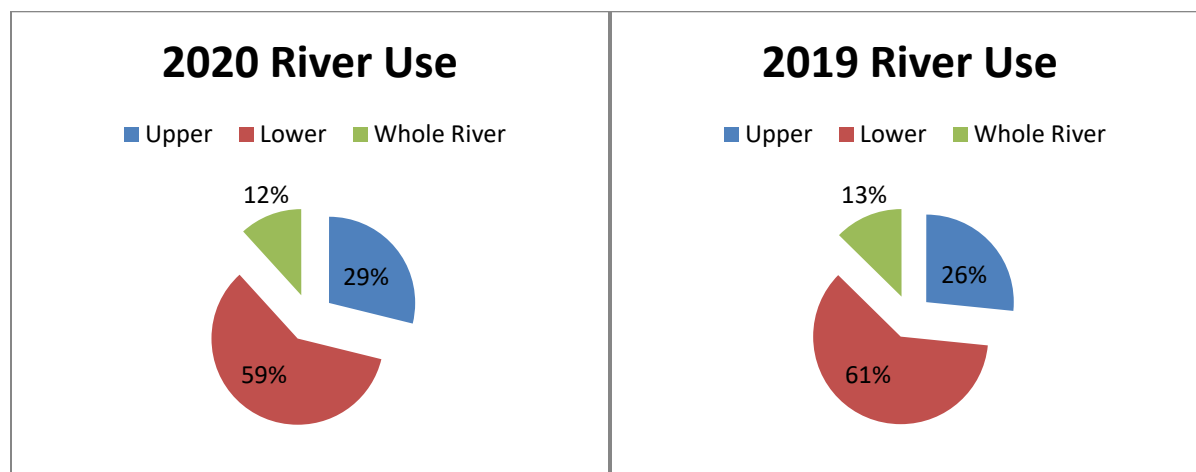 2020 River Use
Upper Lower Whole River
12%
29%
59%
2019 River Use
Upper Lower Whole River
13%
26%
61%